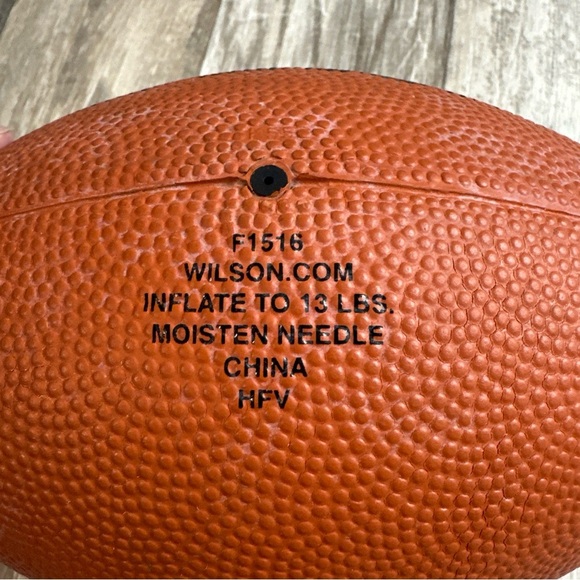 F1516
WILSON.COM
INFLATE TO 13 LBS.
MOISTEN NEEDLE
CHINA
HFV